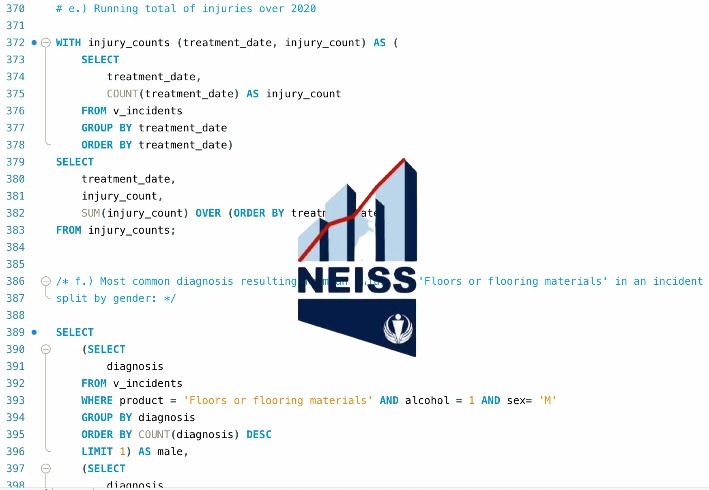 370 # e.) Running total of injuries over 2020
371
372 WITH injury_counts (treatment_date, injury_count) AS (
373 SELECT
374 treatment_date,
375 COUNT(treatment_date) AS injury_count
376 FROM v_incidents
377 GROUP BY treatment_date
378 ORDER BY treatment_date)
379 SELECT
380 treatment_date,
381 injury_count,
382 SUM(injury_count) OVER (ORDER BY
383 FROM injury_counts;
384
385
386 /* f.) Most common diagnosis resulting 'Floors or flooring materials' in an incident
387 split by gender: */
388
389 SELECT
390 (SELECT
391 diagnosis
392 FROM v_incidents
393 WHERE product = 'Floors or flooring materials' AND alcohol = 1 AND sex= 'M'
394 GROUP BY diagnosis
395 ORDER BY COUNT(diagnosis) DESC
396 LIMIT 1) AS male,
397 (SELECT
398 diagnosis
NEISS